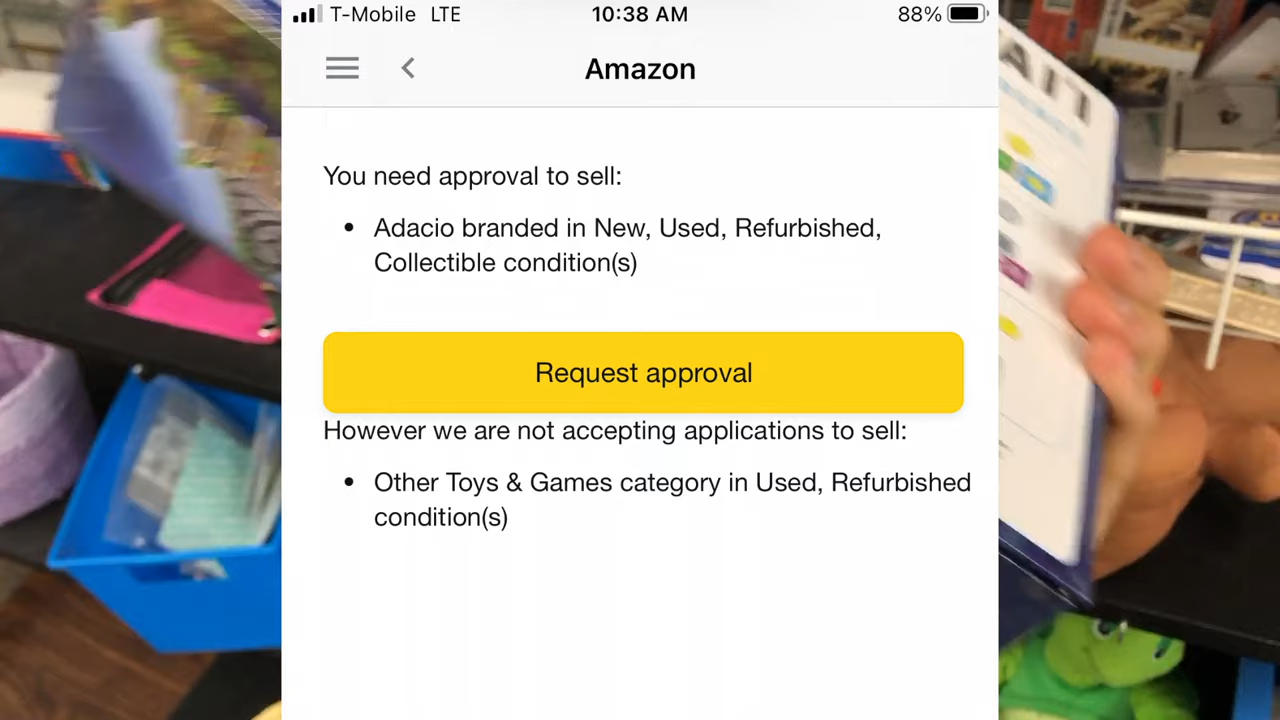 T-Mobile LTE 10:38 AM 88%
Amazon
You need approval to sell:
• Adacio branded in New, Used, Refurbished,
Collectible condition(s)
Request approval
However we are not accepting applications to sell:
• Other Toys & Games category in Used, Refurbished
condition(s)